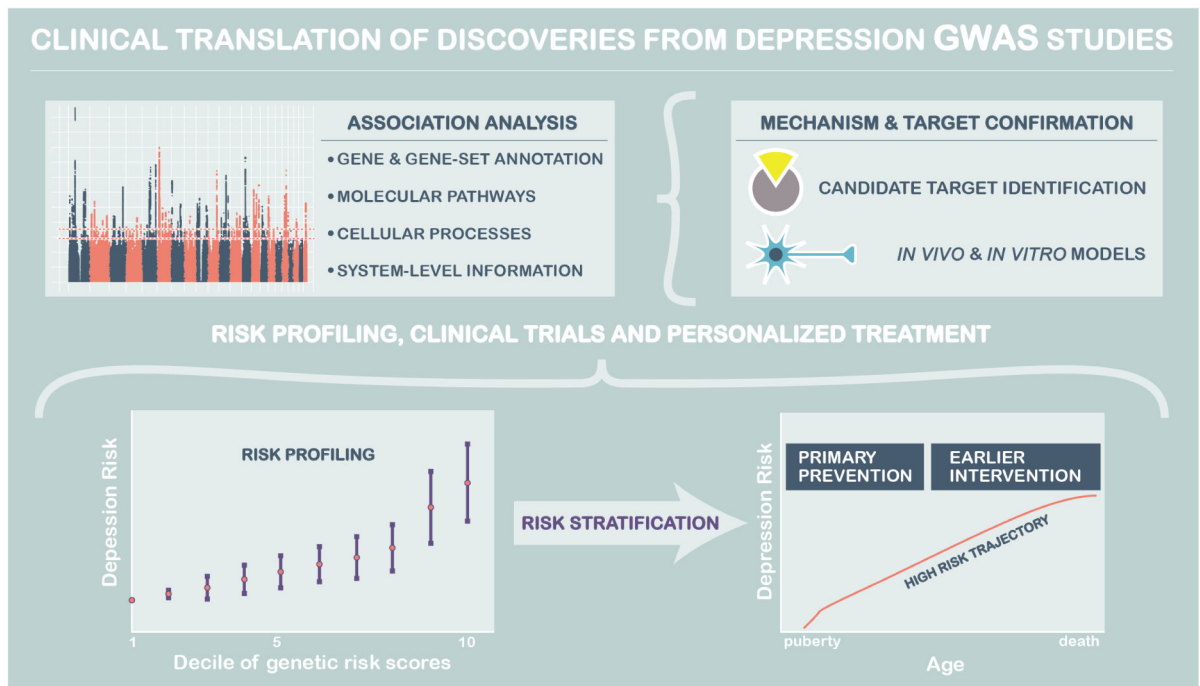 CLINICAL TRANSLATION OF DISCOVERIES FROM DEPRESSION GWAS STUDIES
ASSOCIATION ANALYSIS
• GENE & GENE-SET ANNOTATION
• MOLECULAR PATHWAYS
• CELLULAR PROCESSES
• SYSTEM-LEVEL INFORMATION
MECHANISM & TARGET CONFIRMATION
CANDIDATE TARGET IDENTIFICATION
IN VIVO & IN VITRO MODELS
RISK PROFILING, CLINICAL TRIALS AND PERSONALIZED TREATMENT
Depession Risk
RISK PROFILING
1
5
10
Decile of genetic risk scores
RISK STRATIFICATION
Depression Risk
PRIMARY
PREVENTION
EARLIER
INTERVENTION
HIGH RISK TRAJECTORY
puberty
death
Age